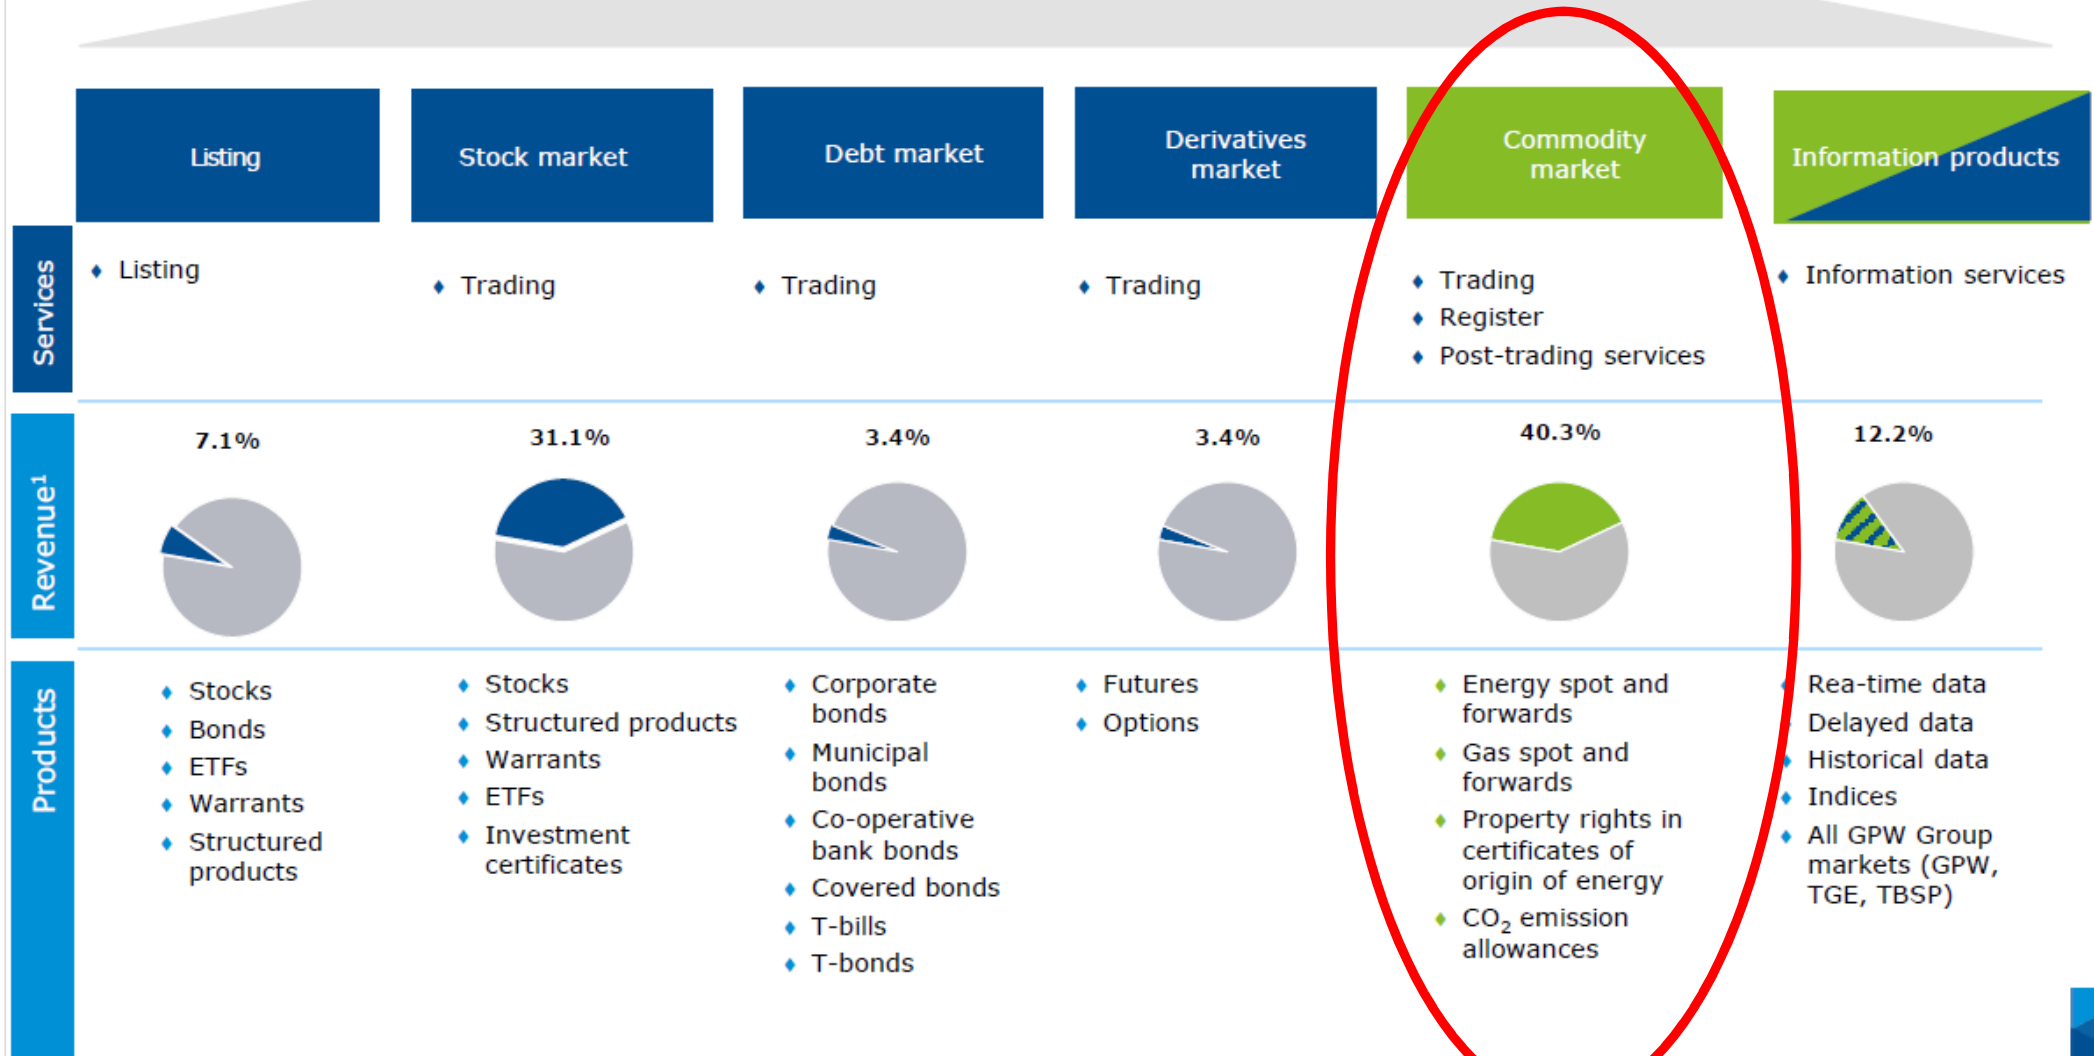 Listing
Stock market
Debt market
Derivatives
market
Commodity
market
Information products
Services
♦ Listing
♦ Trading
♦ Trading
♦ Trading
♦ Trading
♦ Register
♦ Post-trading services
♦ Information services
Revenue¹
7.1%
31.1%
3.4%
3.4%
40.3%
12.2%
Products
♦ Stocks
♦ Bonds
♦ ETFs
♦ Warrants
♦ Structured
products
♦ Stocks
♦ Structured products
♦ Warrants
♦ ETFs
♦ Investment
certificates
♦ Corporate
bonds
♦ Municipal
bonds
♦ Co-operative
bank bonds
♦ Covered bonds
♦ T-bills
♦ T-bonds
♦ Futures
♦ Options
♦ Energy spot and
forwards
♦ Gas spot and
forwards
♦ Property rights in
certificates of
origin of energy
♦ CO₂ emission
allowances
♦ Rea-time data
♦ Delayed data
♦ Historical data
♦ Indices
♦ All GPW Group
markets (GPW,
TGE, TBSP)